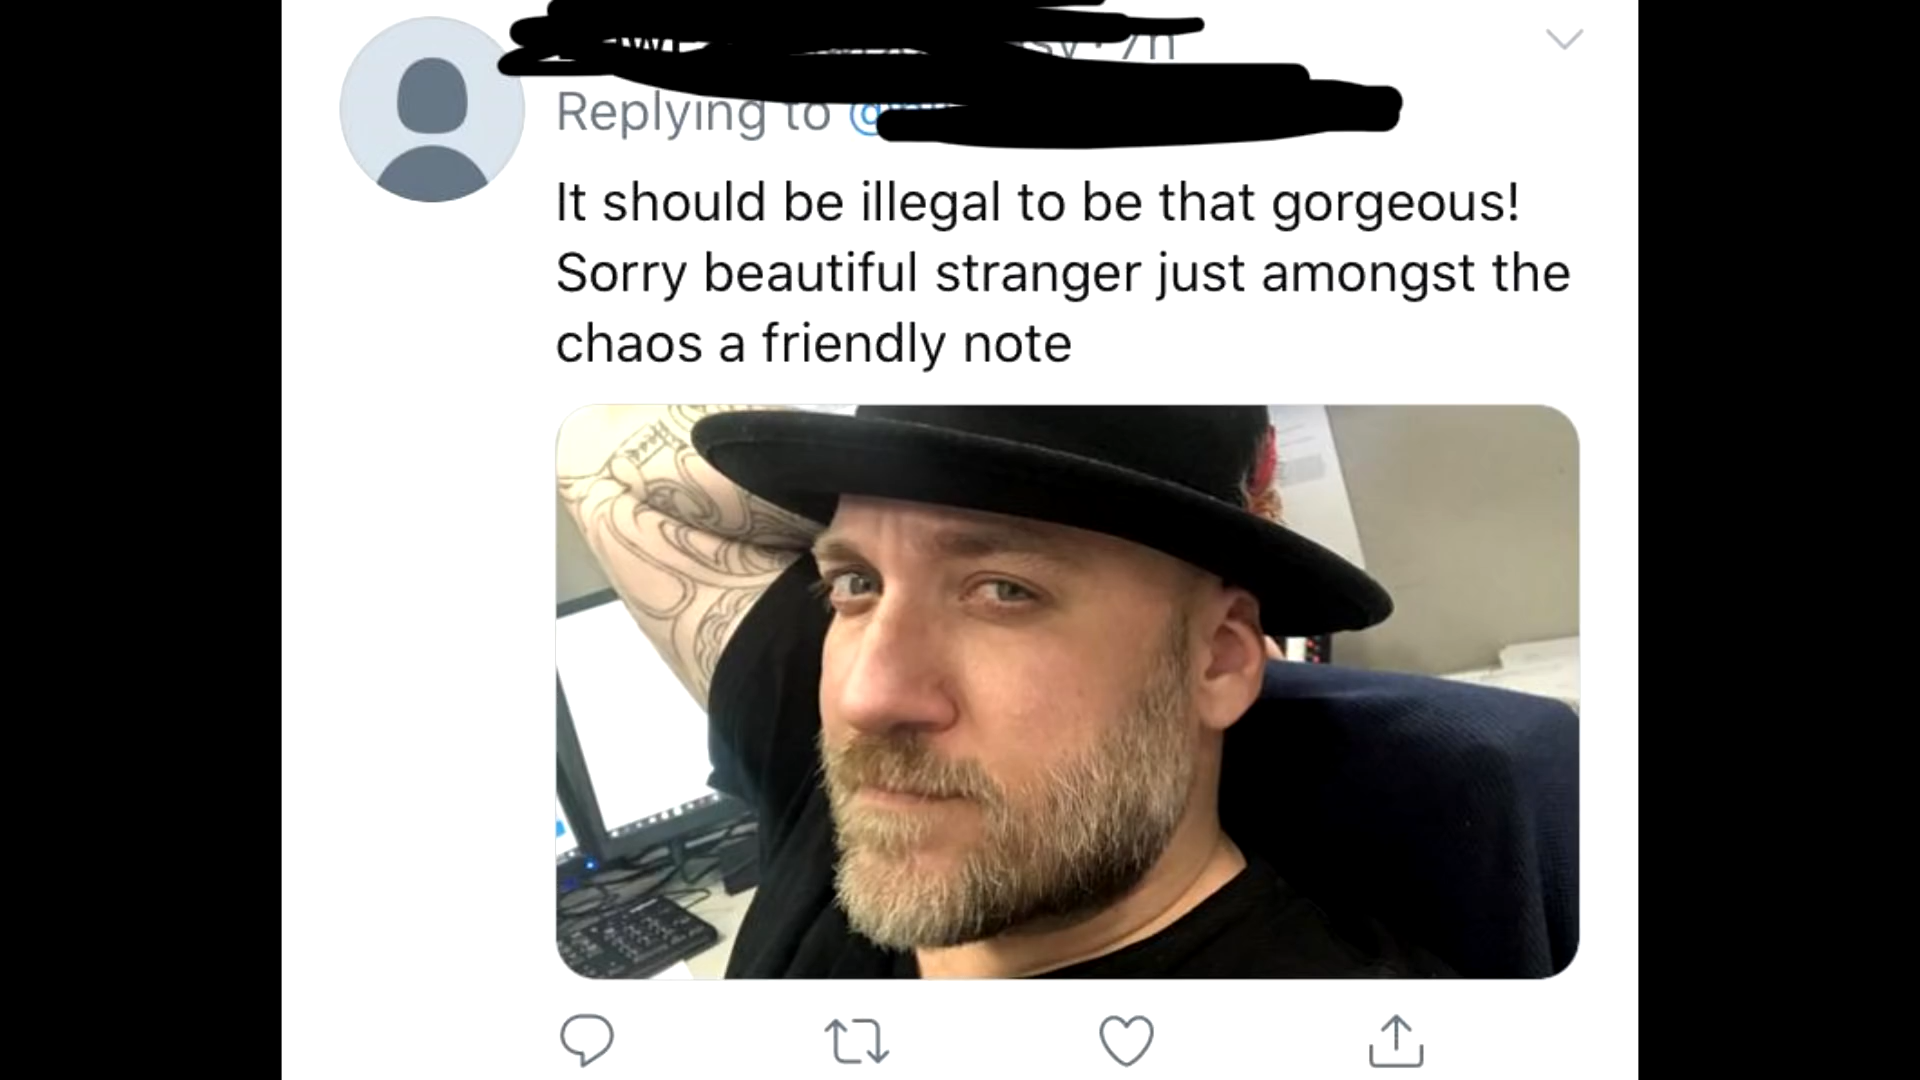 Replying to
It should be illegal to be that gorgeous!
Sorry beautiful stranger just amongst the
chaos a friendly note